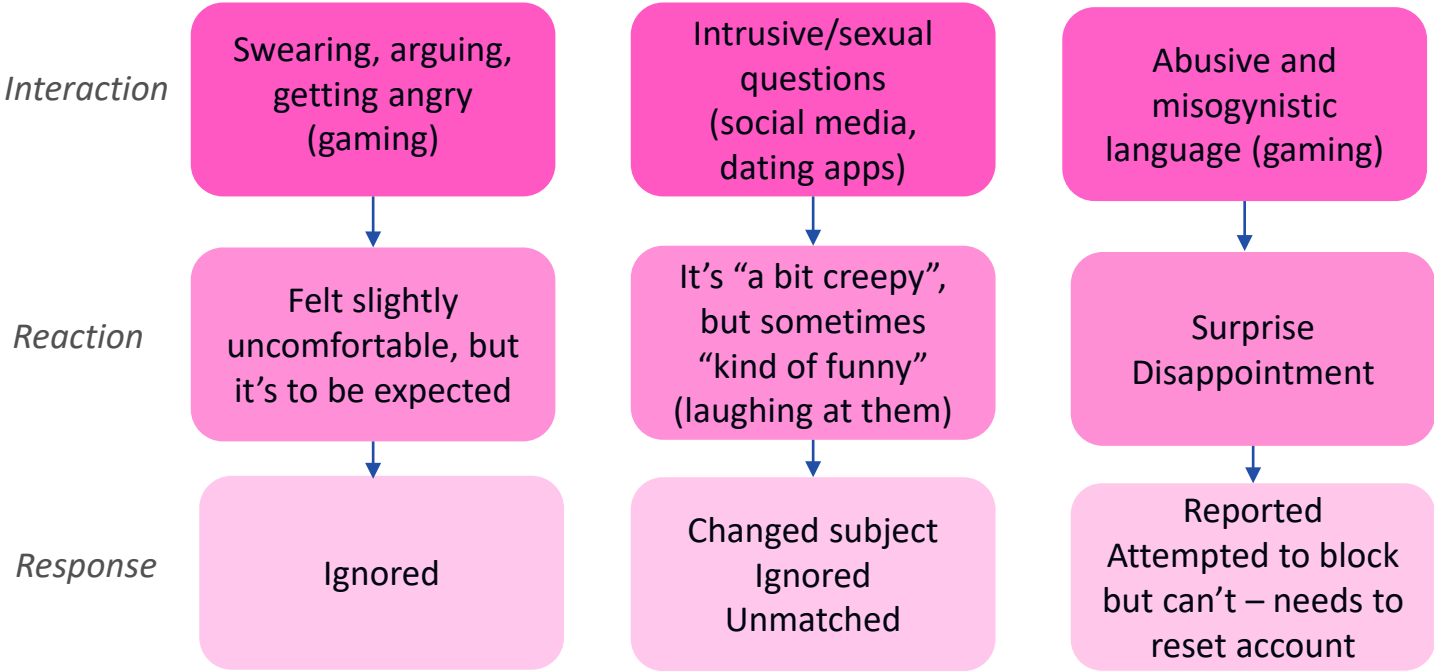 Interaction
Swearing, arguing,
getting angry
(gaming)
Intrusive/sexual
questions
(social media,
dating apps)
Abusive and
misogynistic
language (gaming)
Reaction
Felt slightly
uncomfortable, but
it’s to be expected
It’s “a bit creepy”,
but sometimes
“kind of funny”
(laughing at them)
Surprise
Disappointment
Response
Ignored
Changed subject
Ignored
Unmatched
Reported
Attempted to block
but can’t – needs to
reset account